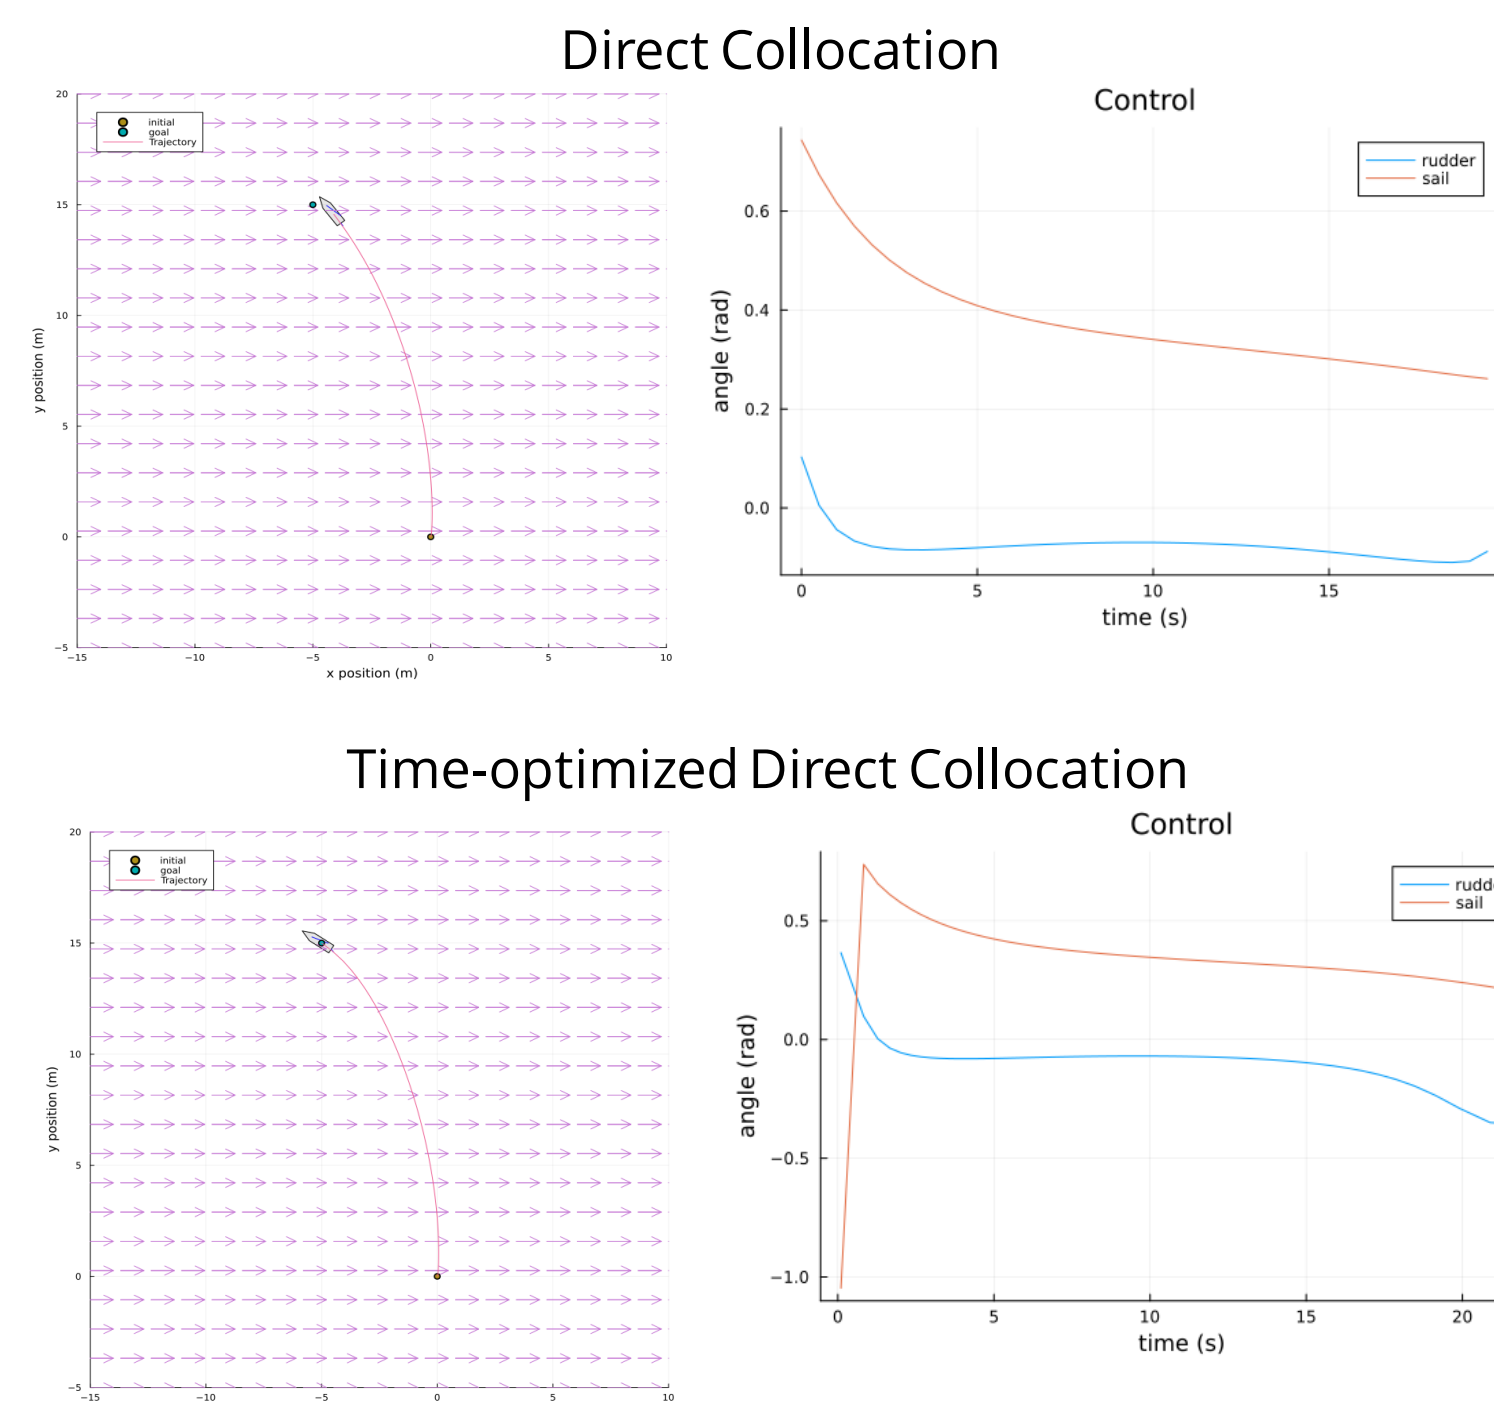 Direct Collocation
20
15
10
5
0
−5
−15
−10
−5
0
5
10
x position (m)
y position (m)
initial
goal
Trajectory
Control
rudder
sail
0.6
0.4
0.2
0.0
angle (rad)
0
5
10
15
time (s)
Time-optimized Direct Collocation
20
15
10
5
0
−5
−15
−10
−5
0
5
10
y position (m)
initial
goal
Trajectory
Control
rudde
sail
0.5
0.0
−0.5
−1.0
angle (rad)
0
5
10
15
20
time (s)